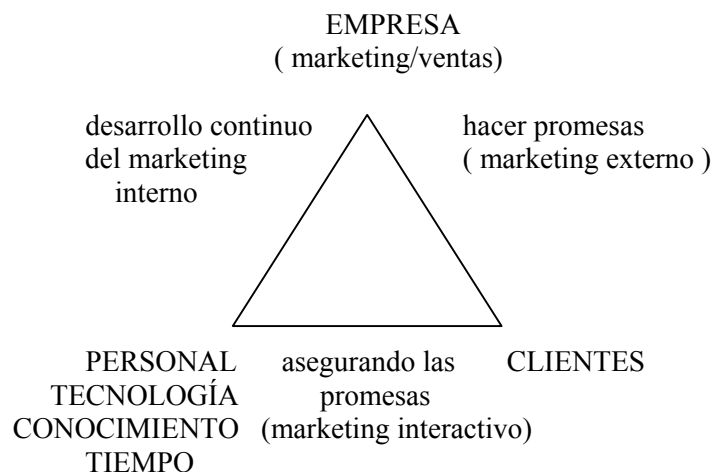 EMPRESA
( marketing/ventas)
desarrollo continuo
del marketing
interno
hacer promesas
( marketing externo )
PERSONAL
TECNOLOGÍA
CONOCIMIENTO
TIEMPO
asegurando las
promesas
(marketing interactivo)
CLIENTES